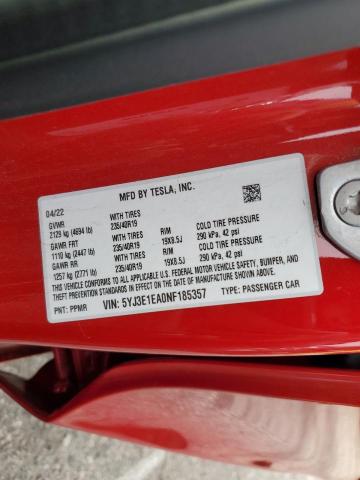 MFD BY TESLA, INC.
04/22
GVWR WITH TIRES
2129 kg (4694 lb) 235/40R19
GAWR FRT WITH TIRES RIM COLD TIRE PRESSURE
1110 kg (2447 lb) 235/40R19 19X8.5J 290 kPa, 42 psi
GAWR RR WITH TIRES RIM COLD TIRE PRESSURE
1257 kg (2771 lb) 235/40R19 19X8.5J 290 kPa, 42 psi
THIS VEHICLE CONFORMS TO ALL APPLICABLE U.S. FEDERAL MOTOR VEHICLE SAFETY, BUMPER, AND
THEFT PREVENTION STANDARDS IN EFFECT ON THE DATE OF MANUFACTURE SHOWN ABOVE.
PNT: PPMR VIN: 5YJ3E1EA0NF185357 TYPE: PASSENGER CAR